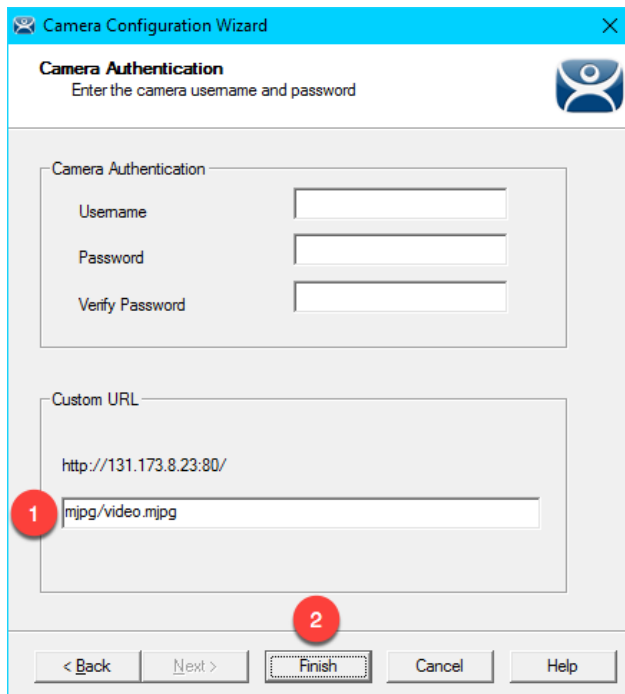 Camera Configuration Wizard
Camera Authentication
Enter the camera username and password
Camera Authentication
Username
Password
Verify Password
Custom URL
http://131.173.8.23:80/
1
mjpg/video.mjpg
2
< Back Next > Finish Cancel Help